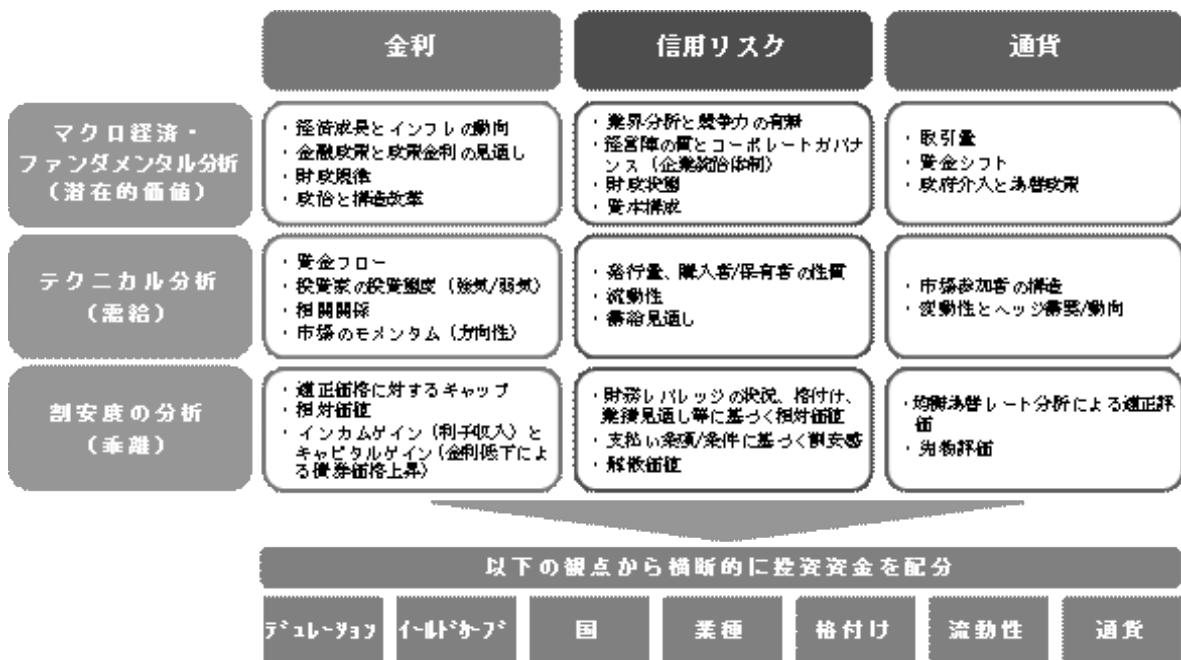 金利
信用リスク
通貨
マクロ経済・
ファンダメンタル分析
(潜在的価値)
・経済成長とインフレの動向
・金融政策と政策金利の見通し
・財政規律
・政治と構造改革
・業界分析と競争力の有無
・経営陣の質とコーポレートガバナ
ンス(企業統治体制)
・財政状態
・資本構成
・取引量
・資金シフト
・政府介入と為替政策
テクニカル分析
(需給)
・資金フロー
・投資家の投資態度(強気/弱気)
・相関関係
・市場のモメンタム(方向性)
・発行量、購入者/保有者の性質
・流動性
・需給見通し
・市場参加者の構造
・変動性とヘッジ需要/動向
割安度の分析
(乖離)
・適正価格に対するギャップ
・相対価値
・インカムゲイン(利子収入)と
キャピタルゲイン(金利低下によ
る債券価格上昇)
・財務レバレッジの状況、格付け、
業績見通し等に基づく相対価値
・支払い条項/条件に基づく割安感
・解散価値
・均衡為替レート分析による適正評
価
・先物評価
以下の観点から横断的に投資資金を配分
デュレーション
イールドカーブ
国
業種
格付け
流動性
通貨